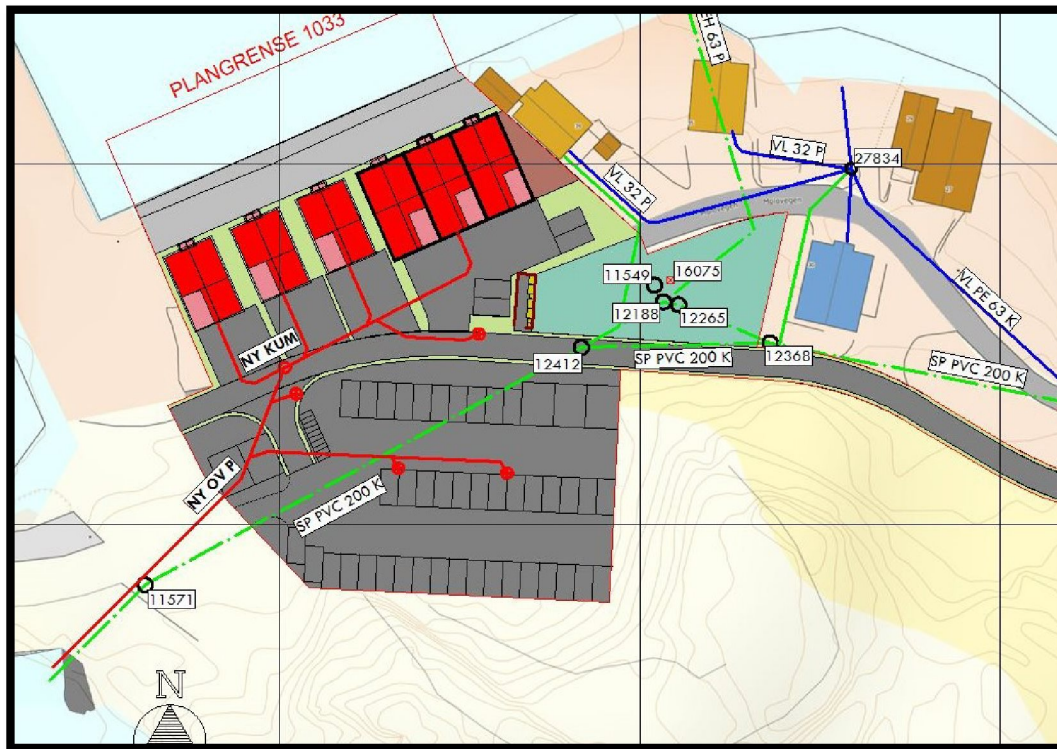 PLANGRENSE 1033
EH 63 P
VL 32 P
27834
VL 32 P
11549
16075
12188
12265
VL PE 63 K
NY KUM
12412
SP PVC 200 K
12368
SP PVC 200 K
NY OV P
SP PVC 200 K
11571
N